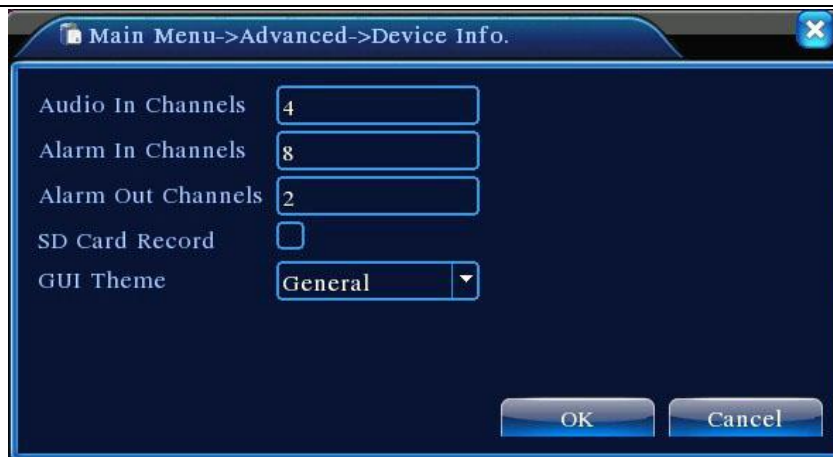 Main Menu->Advanced->Device Info.
Audio In Channels 4
Alarm In Channels 8
Alarm Out Channels 2
SD Card Record
GUI Theme General
OK Cancel